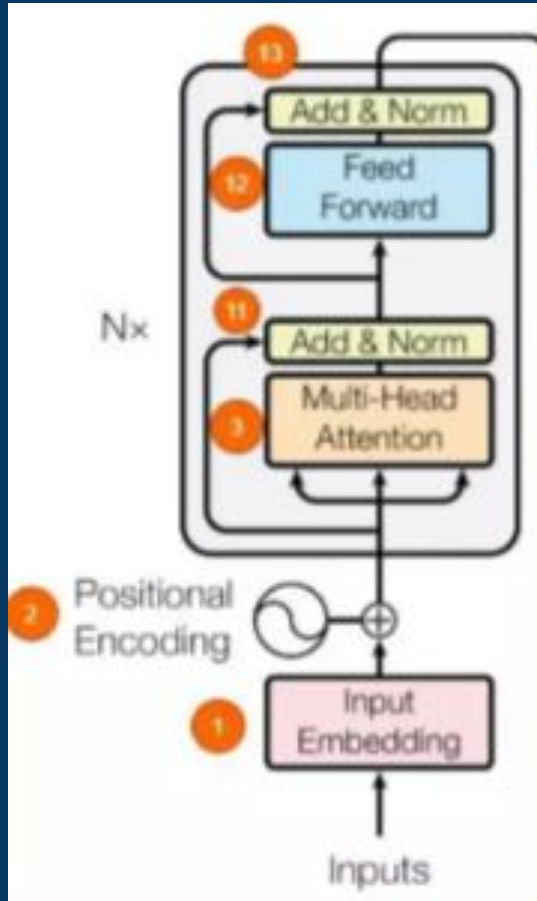 13
Add & Norm
12
Feed
Forward
11
Nx
Add & Norm
3
Multi-Head
Attention
2
Positional
Encoding
1
Input
Embedding
Inputs